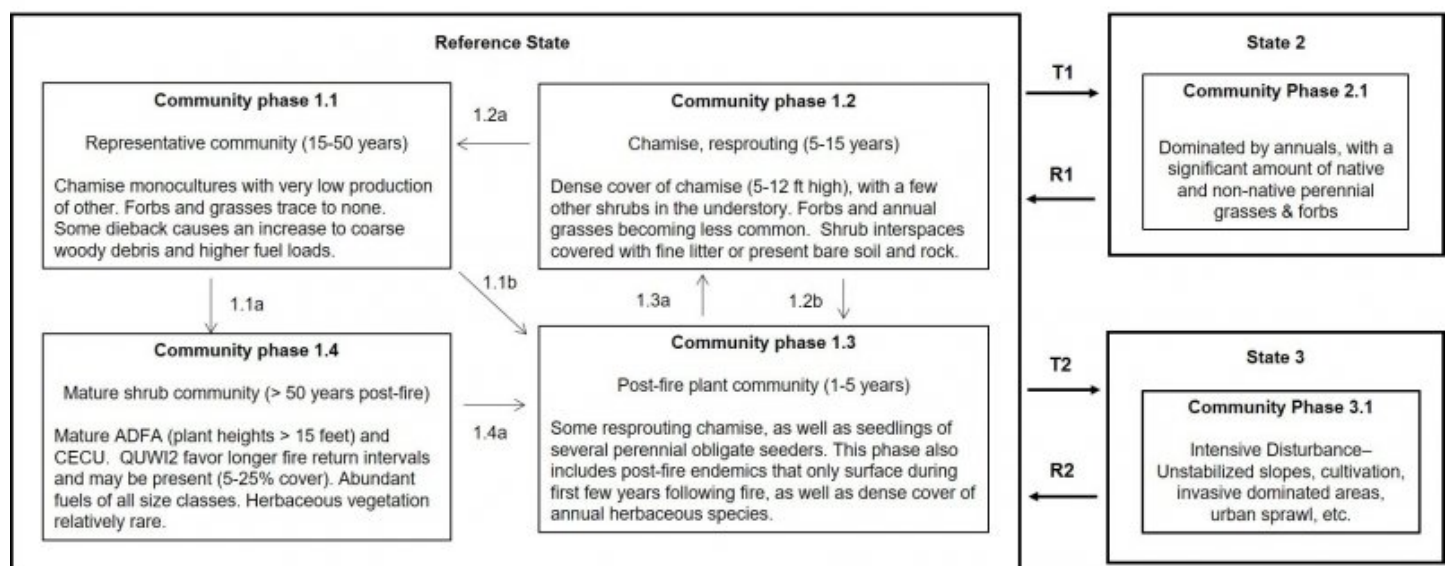 Reference State
Community phase 1.1
Representative community (15-50 years)
Chamise monocultures with very low production
of other. Forbs and grasses trace to none.
Some dieback causes an increase to coarse
woody debris and higher fuel loads.
1.2a
Community phase 1.2
Chamise, resprouting (5-15 years)
Dense cover of chamise (5-12 ft high), with a few
other shrubs in the understory. Forbs and annual
grasses becoming less common. Shrub interspaces
covered with fine litter or present bare soil and rock.
1.1a
1.1b
1.3a
1.2b
Community phase 1.4
Mature shrub community (> 50 years post-fire)
Mature ADFA (plant heights > 15 feet) and
CECU. QUWI2 favor longer fire return intervals
and may be present (5-25% cover). Abundant
fuels of all size classes. Herbaceous vegetation
relatively rare.
1.4a
Community phase 1.3
Post-fire plant community (1-5 years)
Some resprouting chamise, as well as seedlings of
several perennial obligate seeders. This phase also
includes post-fire endemics that only surface during
first few years following fire, as well as dense cover of
annual herbaceous species.
T1
R1
State 2
Community Phase 2.1
Dominated by annuals, with a
significant amount of native
and non-native perennial
grasses & forbs
T2
R2
State 3
Community Phase 3.1
Intensive Disturbance–
Unstabilized slopes, cultivation,
invasive dominated areas,
urban sprawl, etc.